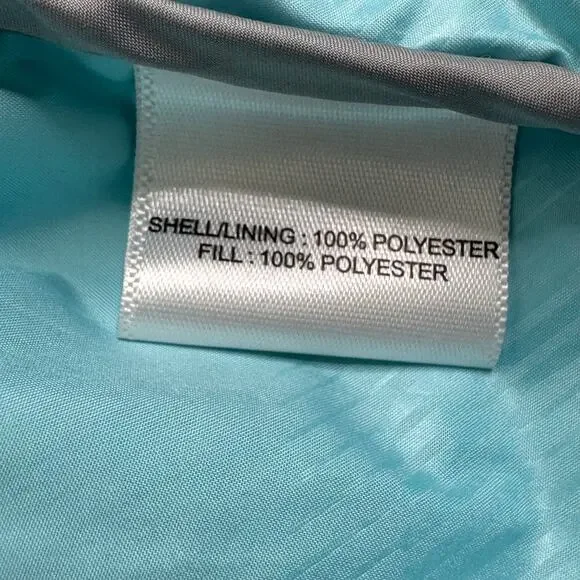 SHELL/LINING : 100% POLYESTER
FILL : 100% POLYESTER